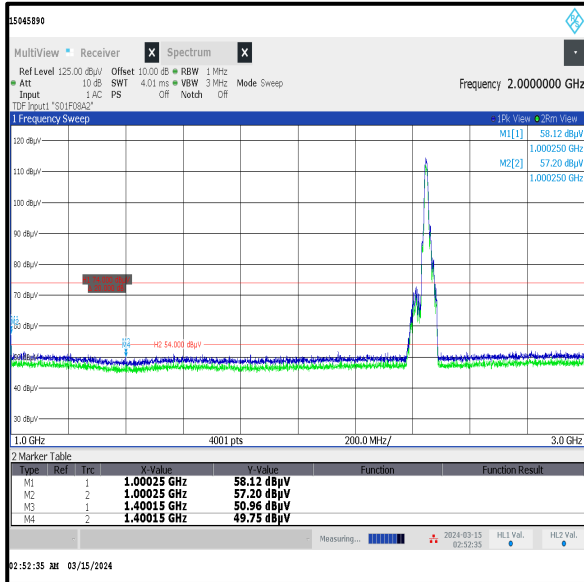 15045890
MultiView Receiver X Spectrum X
Ref Level 125.00 dBµV Offset 10.00 dB RBW 1 MHz
Att 10 dB SWT 4.01 ms VBW 3 MHz Mode Sweep Frequency 2.0000000 GHz
Input 1 AC PS Off Notch Off
TDF Input1 "S01F08A2"
1 Frequency Sweep 1Pk View 2Rm View
M1[1] 58.12 dBµV
1.000250 GHz
M2[2] 57.20 dBµV
1.000250 GHz
120 dBµV
110 dBµV
100 dBµV
90 dBµV
80 dBµV
70 dBµV
60 dBµV
H2 54.000 dBµV
40 dBµV
30 dBµV
1.0 GHz 4001 pts 200.0 MHz/ 3.0 GHz
2 Marker Table
Type Ref Trc X-Value Y-Value Function Function Result
M1 1 1.00025 GHz 58.12 dBµV
M2 2 1.00025 GHz 57.20 dBµV
M3 1 1.40015 GHz 50.96 dBµV
M4 2 1.40015 GHz 49.75 dBµV
Measuring... 2024-03-15 HL1 Val. HL2 Val.
02:52:35
02:52:35 AM 03/15/2024